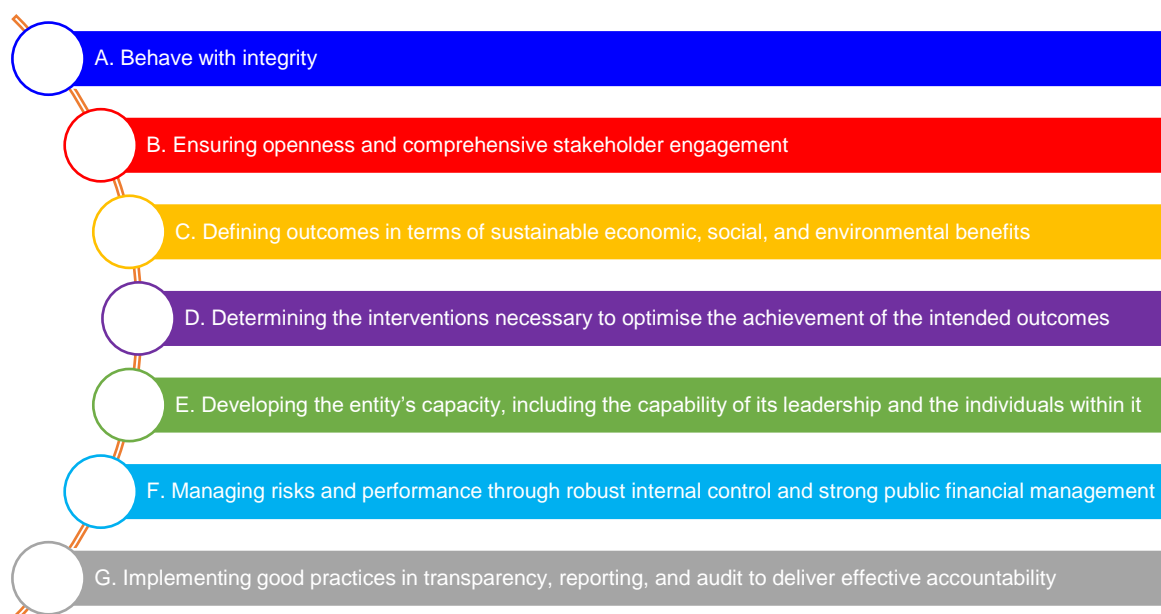 A. Behave with integrity
B. Ensuring openness and comprehensive stakeholder engagement
C. Defining outcomes in terms of sustainable economic, social, and environmental benefits
D. Determining the interventions necessary to optimise the achievement of the intended outcomes
E. Developing the entity’s capacity, including the capability of its leadership and the individuals within it
F. Managing risks and performance through robust internal control and strong public financial management
G. Implementing good practices in transparency, reporting, and audit to deliver effective accountability